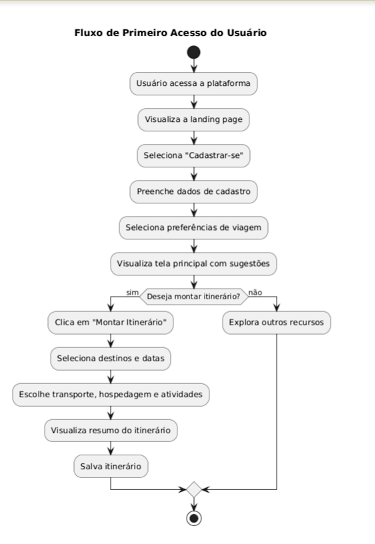 Fluxo de Primeiro Acesso do Usuário
Usuário acessa a plataforma
Visualiza a landing page
Seleciona "Cadastrar-se"
Preenche dados de cadastro
Seleciona preferências de viagem
Visualiza tela principal com sugestões
sim
Deseja montar itinerário?
não
Clica em "Montar Itinerário"
Explora outros recursos
Seleciona destinos e datas
Escolhe transporte, hospedagem e atividades
Visualiza resumo do itinerário
Salva itinerário